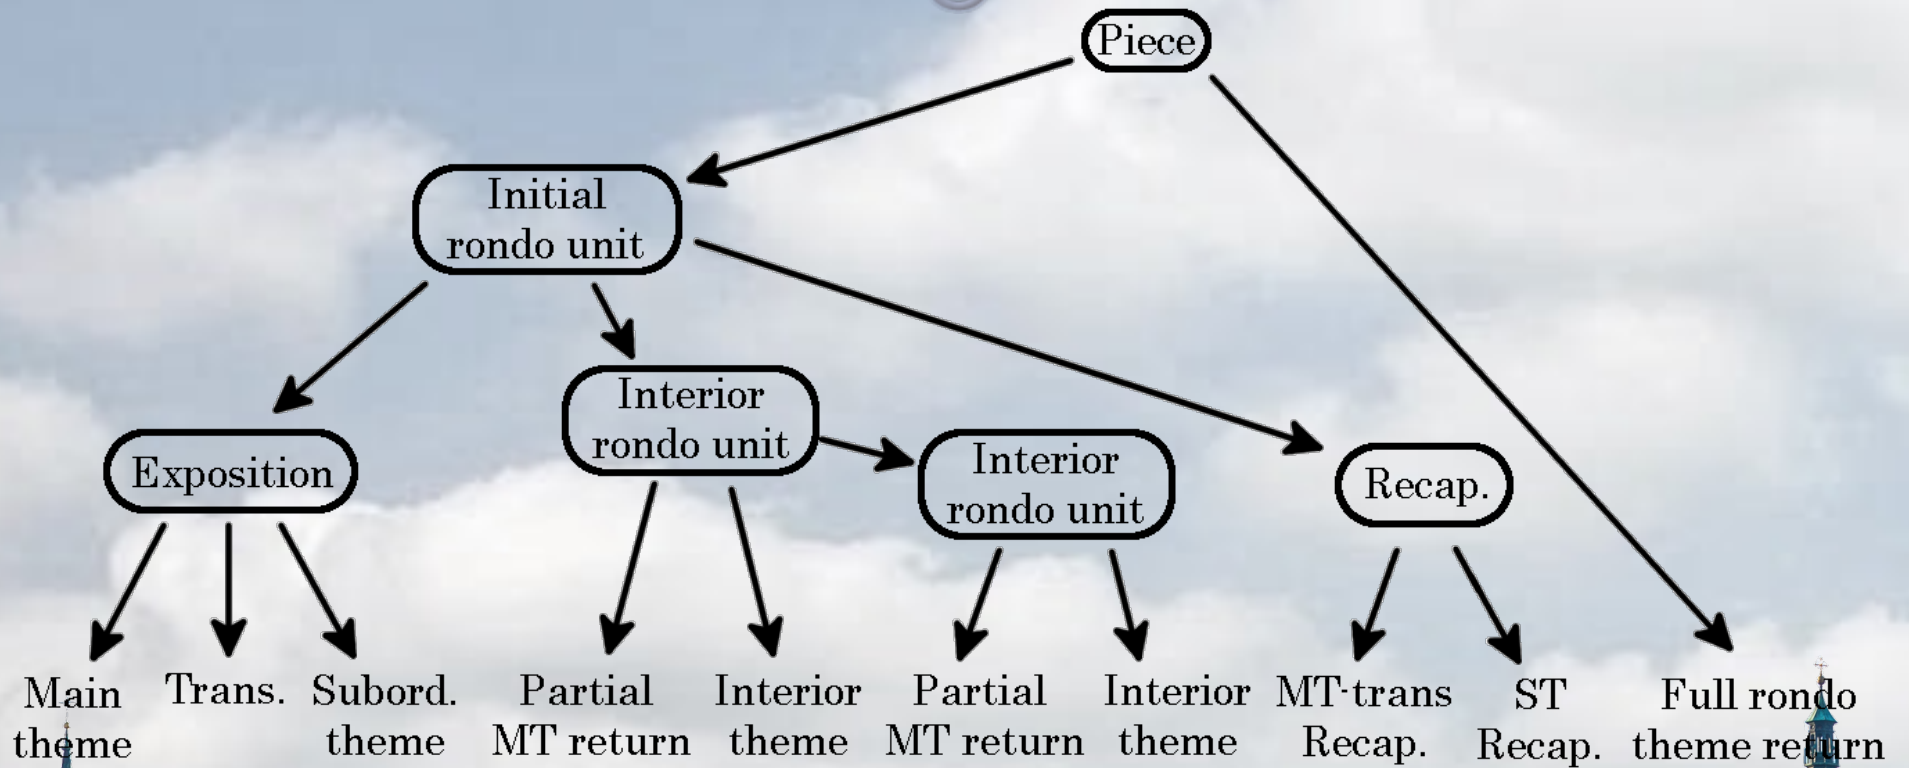 Piece
Initial
rondo unit
Interior
rondo unit
Exposition
Interior
rondo unit
Recap.
Main
theme
Trans.
Subord.
theme
Partial
MT return
Interior
theme
Partial
MT return
Interior
theme
MT-trans
Recap.
ST
Recap.
Full rondo
theme return